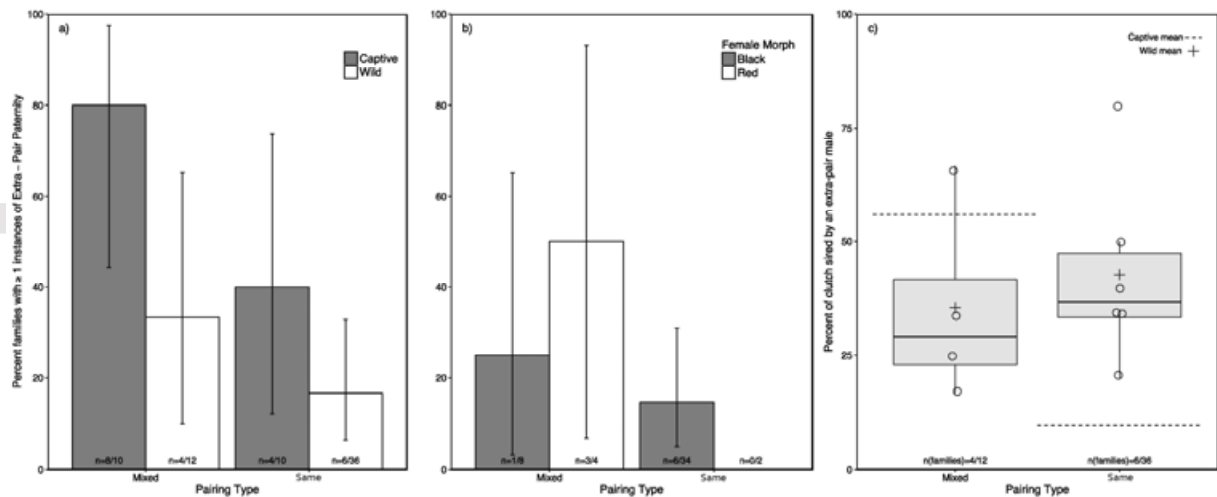 a)
Captive
Wild
100
80
60
40
20
0
Percent families with ≥ 1 instances of Extra – Pair Paternity
n=8/10
n=4/12
n=4/10
n=6/36
Mixed
Same
Pairing Type
b)
Female Morph
Black
Red
100
80
60
40
20
0
n=1/8
n=3/4
n=6/34
n=0/2
Mixed
Same
Pairing Type
c)
Captive mean
Wild mean
100
75
50
25
0
Percent of clutch sired by an extra-pair male
n(families)=4/12
n(families)=6/36
Mixed
Same
Pairing Type